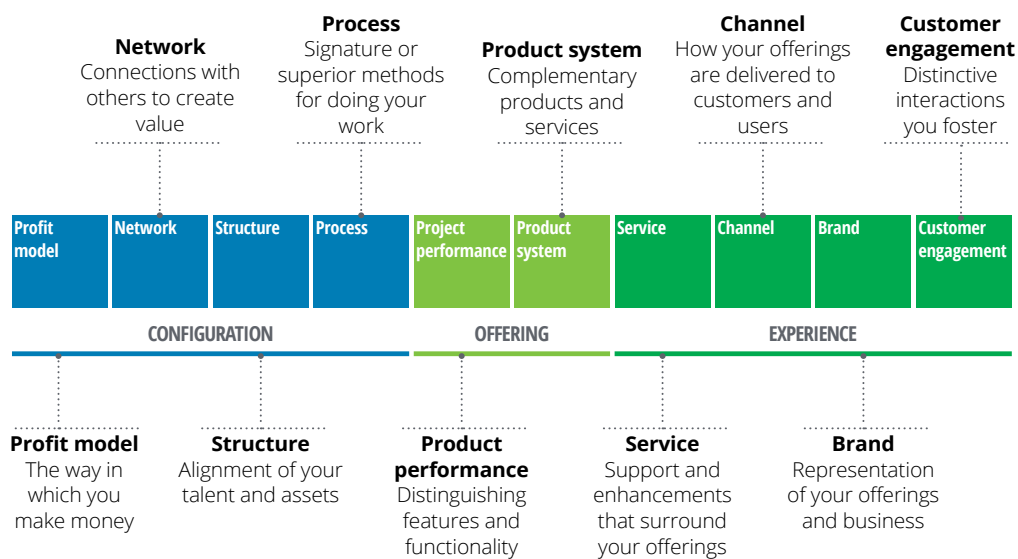 Network
Connections with
others to create
value
Process
Signature or
superior methods
for doing your
work
Product system
Complementary
products and
services
Channel
How your offerings
are delivered to
customers and
users
Customer
engagement
Distinctive
interactions
you foster
Profit
model
Network
Structure
Process
Project
performance
Product
system
Service
Channel
Brand
Customer
engagement
CONFIGURATION
OFFERING
EXPERIENCE
Profit model
The way in
which you
make money
Structure
Alignment of your
talent and assets
Product
performance
Distinguishing
features and
functionality
Service
Support and
enhancements
that surround
your offerings
Brand
Representation
of your offerings
and business